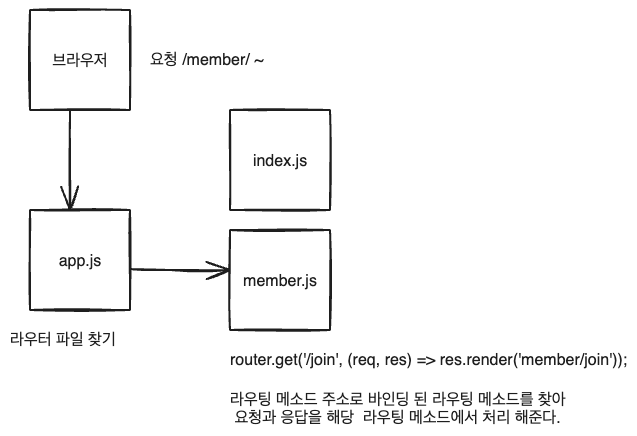 브라우저
요청 /member/ ~
index.js
app.js
member.js
라우터 파일 찾기
router.get('/join', (req, res) => res.render('member/join'));
라우팅 메소드 주소로 바인딩 된 라우팅 메소드를 찾아
요청과 응답을 해당 라우팅 메소드에서 처리 해준다.